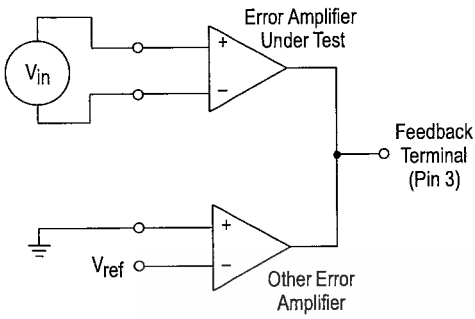 Error Amplifier
Under Test
+
Vin
−
Feedback
Terminal
(Pin 3)
+
Vref
−
Other Error
Amplifier